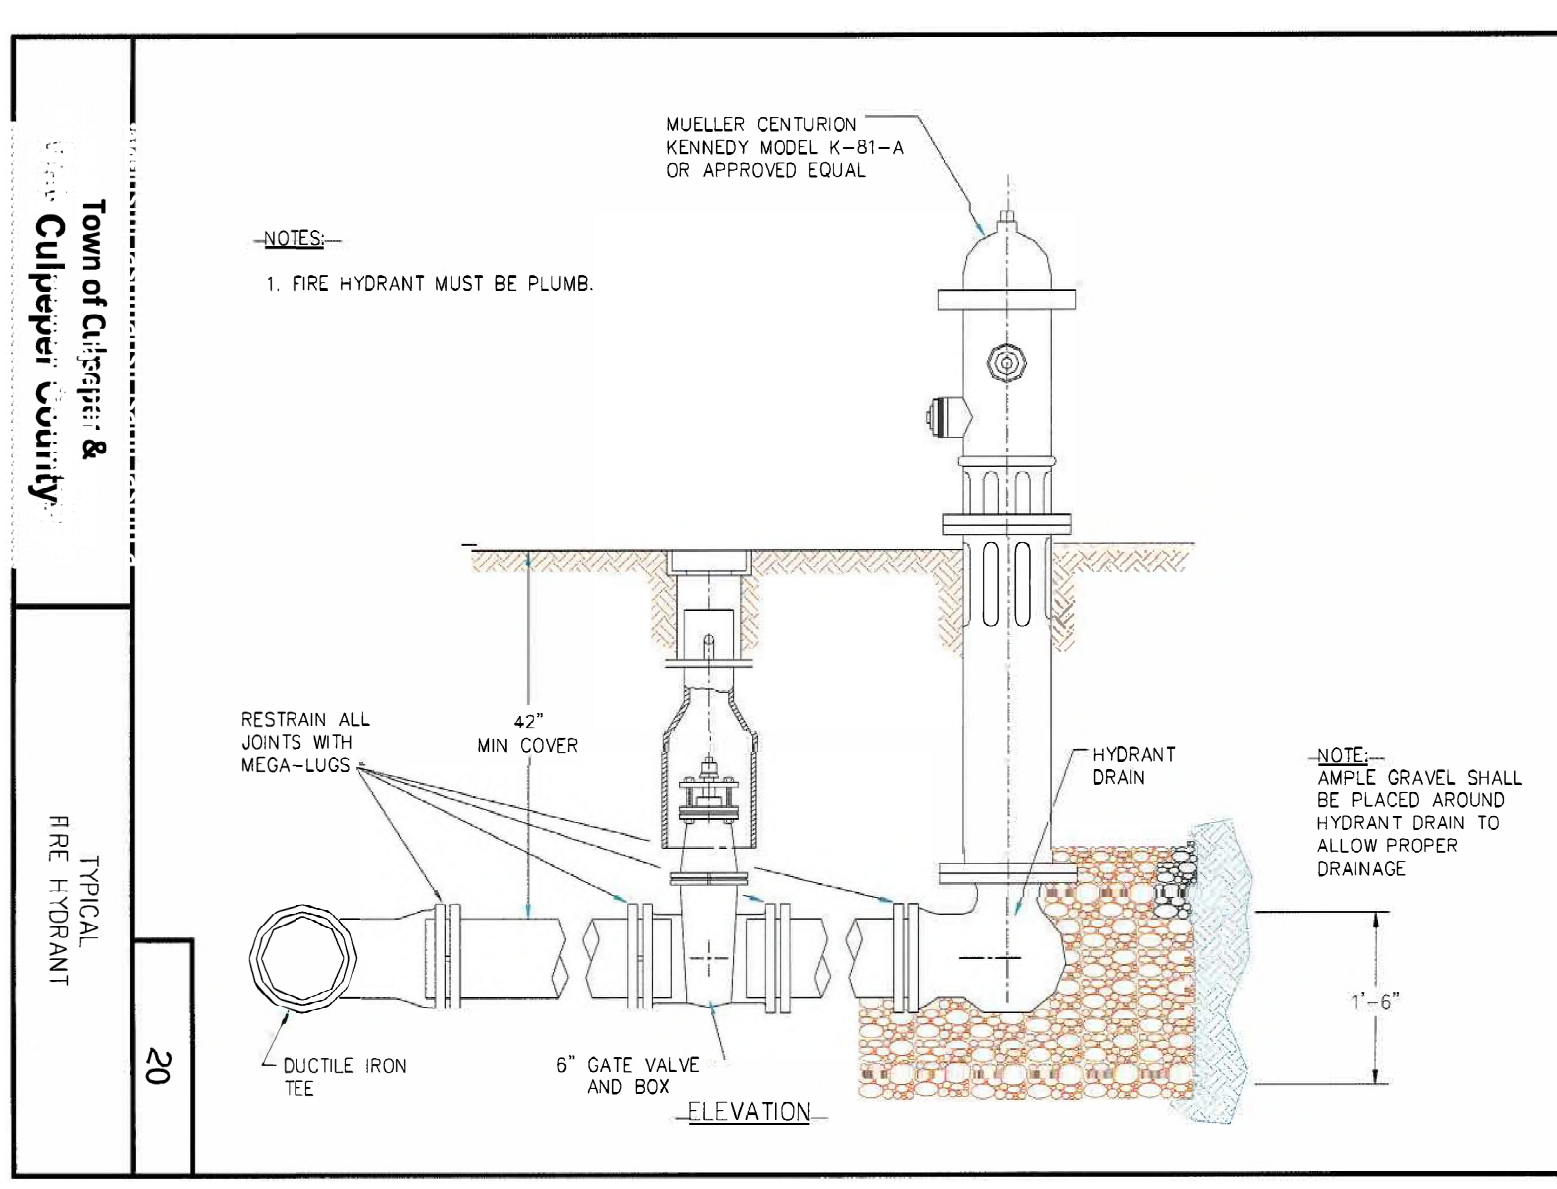 Town of Culpeper &
Culpeper County
TYPICAL
FIRE HYDRANT
20
MUELLER CENTURION
KENNEDY MODEL K-81-A
OR APPROVED EQUAL
NOTES:
1. FIRE HYDRANT MUST BE PLUMB.
RESTRAIN ALL
JOINTS WITH
MEGA-LUGS
42"
MIN COVER
HYDRANT
DRAIN
NOTE:
AMPLE GRAVEL SHALL
BE PLACED AROUND
HYDRANT DRAIN TO
ALLOW PROPER
DRAINAGE
1'-6"
DUCTILE IRON
TEE
6" GATE VALVE
AND BOX
ELEVATION